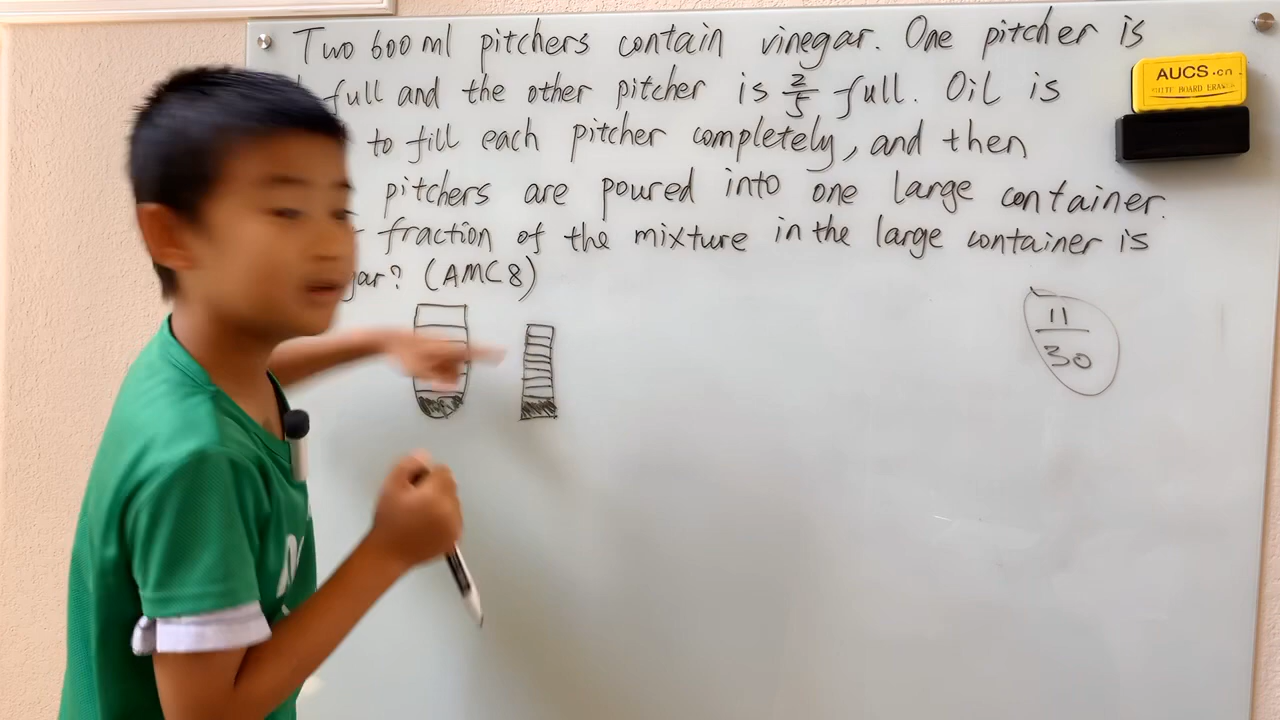 Two 600 ml pitchers contain vinegar. One pitcher is
full and the other pitcher is 2/5 full. Oil is
to fill each pitcher completely, and then
pitchers are poured into one large container.
fraction of the mixture in the large container is
gar? (AMC 8)
11/30
AUCS.cn
WHITE BOARD ERASER